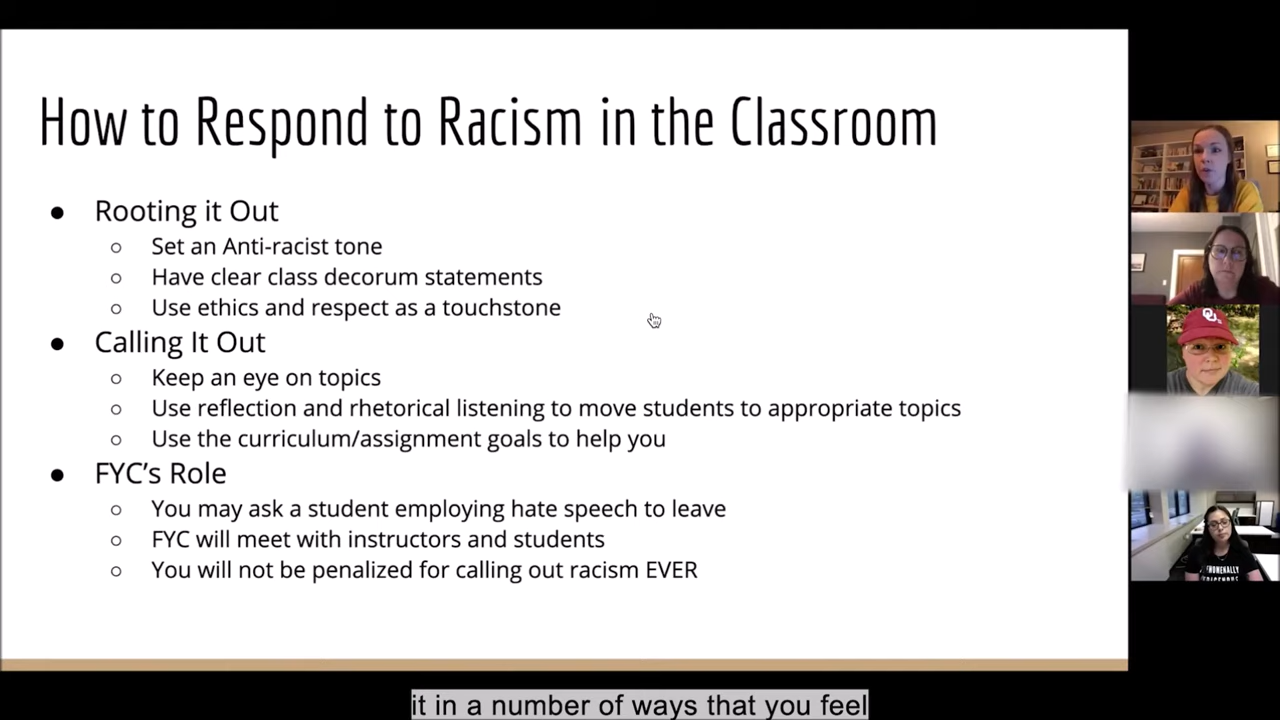 How to Respond to Racism in the Classroom
● Rooting it Out
○ Set an Anti-racist tone
○ Have clear class decorum statements
○ Use ethics and respect as a touchstone
● Calling It Out
○ Keep an eye on topics
○ Use reflection and rhetorical listening to move students to appropriate topics
○ Use the curriculum/assignment goals to help you
● FYC’s Role
○ You may ask a student employing hate speech to leave
○ FYC will meet with instructors and students
○ You will not be penalized for calling out racism EVER
OU
it in a number of ways that you feel